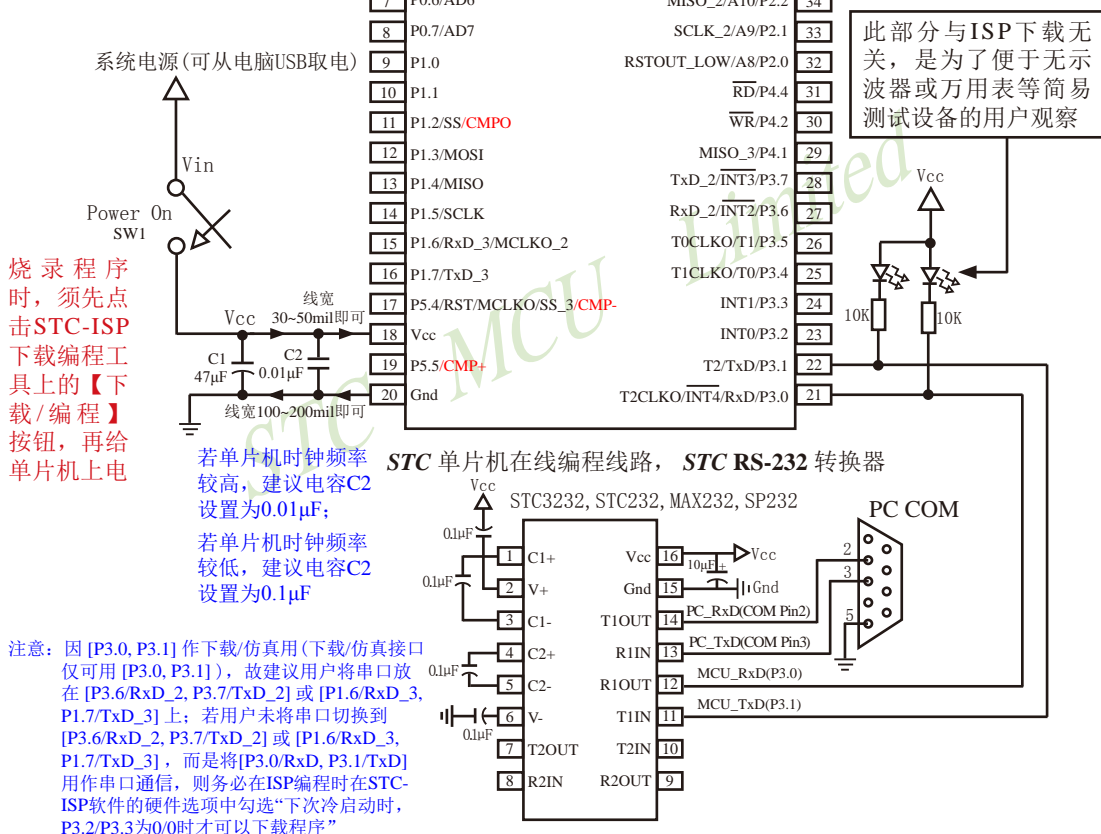 7 P0.6/AD6 MISO_2/A10/P2.2 34
8 P0.7/AD7 SCLK_2/A9/P2.1 33
9 P1.0 RSTOUT_LOW/A8/P2.0 32
10 P1.1 RD/P4.4 31
11 P1.2/SS/CMPO WR/P4.2 30
12 P1.3/MOSI MISO_3/P4.1 29
13 P1.4/MISO TxD_2/INT3/P3.7 28
14 P1.5/SCLK RxD_2/INT2/P3.6 27
15 P1.6/RxD_3/MCLKO_2 T0CLKO/T1/P3.5 26
16 P1.7/TxD_3 T1CLKO/T0/P3.4 25
17 P5.4/RST/MCLKO/SS_3/CMP- INT1/P3.3 24
18 Vcc INT0/P3.2 23
19 P5.5/CMP+ T2/TxD/P3.1 22
20 Gnd T2CLKO/INT4/RxD/P3.0 21
此部分与ISP下载无
关，是为了便于无示
波器或万用表等简易
测试设备的用户观察
系统电源(可从电脑USB取电)
Vin
Power On
SW1
Vcc
线宽
30~50mil即可
C1
47μF
C2
0.01μF
线宽100~200mil即可
Vcc
10K
10K
烧录程序
时，须先点
击STC-ISP
下载编程工
具上的【下
载/编程】
按钮，再给
单片机上电
STC MCU Limited
若单片机时钟频率
较高，建议电容C2
设置为0.01μF；
若单片机时钟频率
较低，建议电容C2
设置为0.1μF
STC 单片机在线编程线路， STC RS-232 转换器
STC3232,STC232,MAX232,SP232
Vcc
0.1μF
0.1μF
0.1μF
0.1μF
1 C1+ Vcc 16
2 V+ Gnd 15
3 C1- T1OUT 14
4 C2+ R1IN 13
5 C2- R1OUT 12
6 V- T1IN 11
7 T2OUT T2IN 10
8 R2IN R2OUT 9
Vcc
10μF +
Gnd
PC_RxD(COM Pin2)
PC_TxD(COM Pin3)
MCU_RxD(P3.0)
MCU_TxD(P3.1)
PC COM
2
3
5
注意：因 [P3.0, P3.1] 作下载/仿真用(下载/仿真接口
仅可用 [P3.0, P3.1] )，故建议用户将串口放
在 [P3.6/RxD_2, P3.7/TxD_2] 或 [P1.6/RxD_3,
P1.7/TxD_3] 上；若用户未将串口切换到
[P3.6/RxD_2, P3.7/TxD_2] 或 [P1.6/RxD_3,
P1.7/TxD_3] ，而是将[P3.0/RxD, P3.1/TxD]
用作串口通信，则务必在ISP编程时在STC-
ISP软件的硬件选项中勾选“下次冷启动时，
P3.2/P3.3为0/0时才可以下载程序”